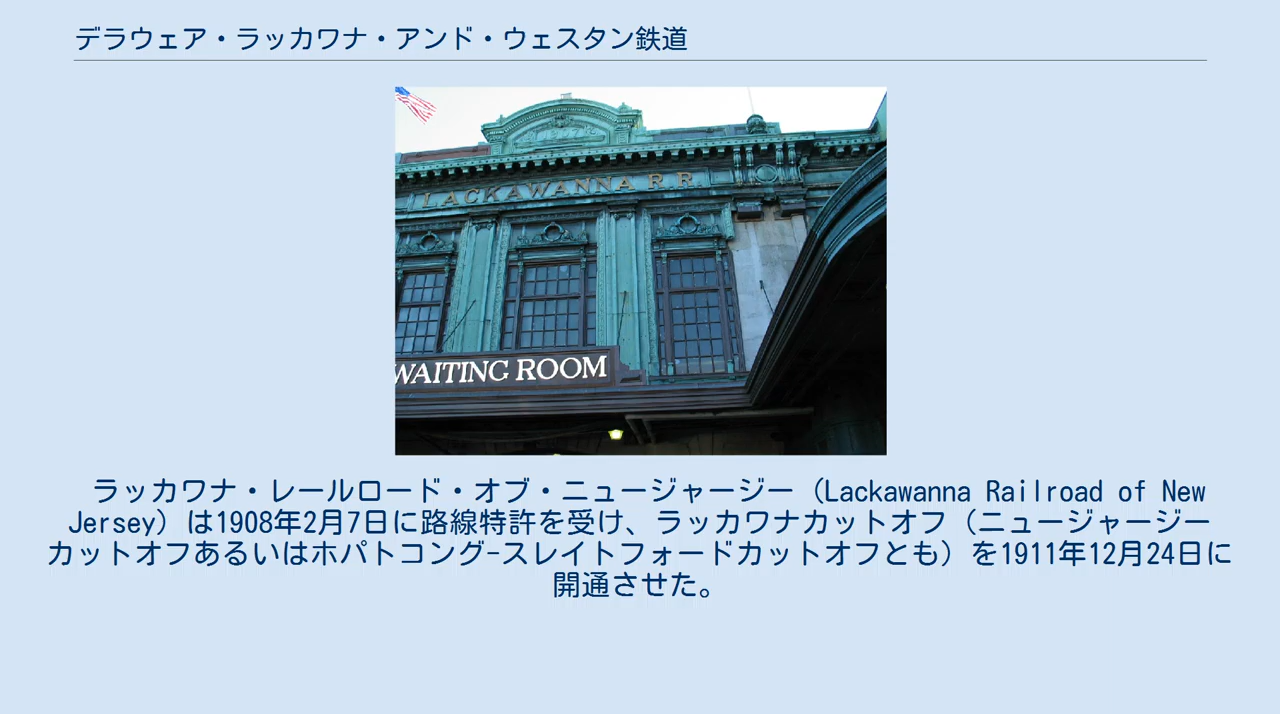 デラウェア・ラッカワナ・アンド・ウェスタン鉄道
LACKAWANNA R.R.
WAITING ROOM
ラッカワナ・レールロード・オブ・ニュージャージー（Lackawanna Railroad of New
Jersey）は1908年2月7日に路線特許を受け、ラッカワナカットオフ（ニュージャージー
カットオフあるいはホパトコング-スレイトフォードカットオフとも）を1911年12月24日に
開通させた。